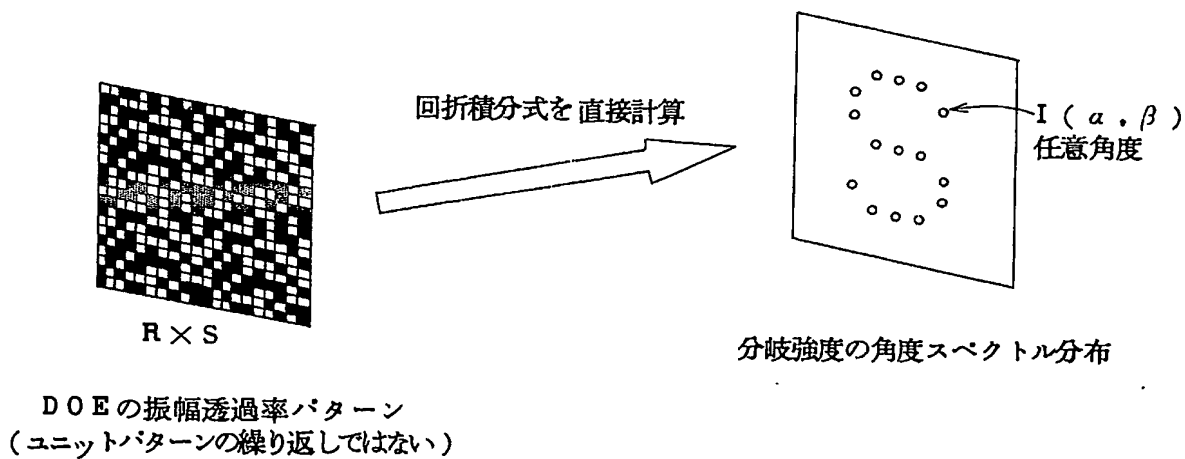 回折積分式を直接計算
I(α,β)
任意角度
R×S
分岐強度の角度スペクトル分布
DOEの振幅透過率パターン
(ユニットパターンの繰り返しではない)